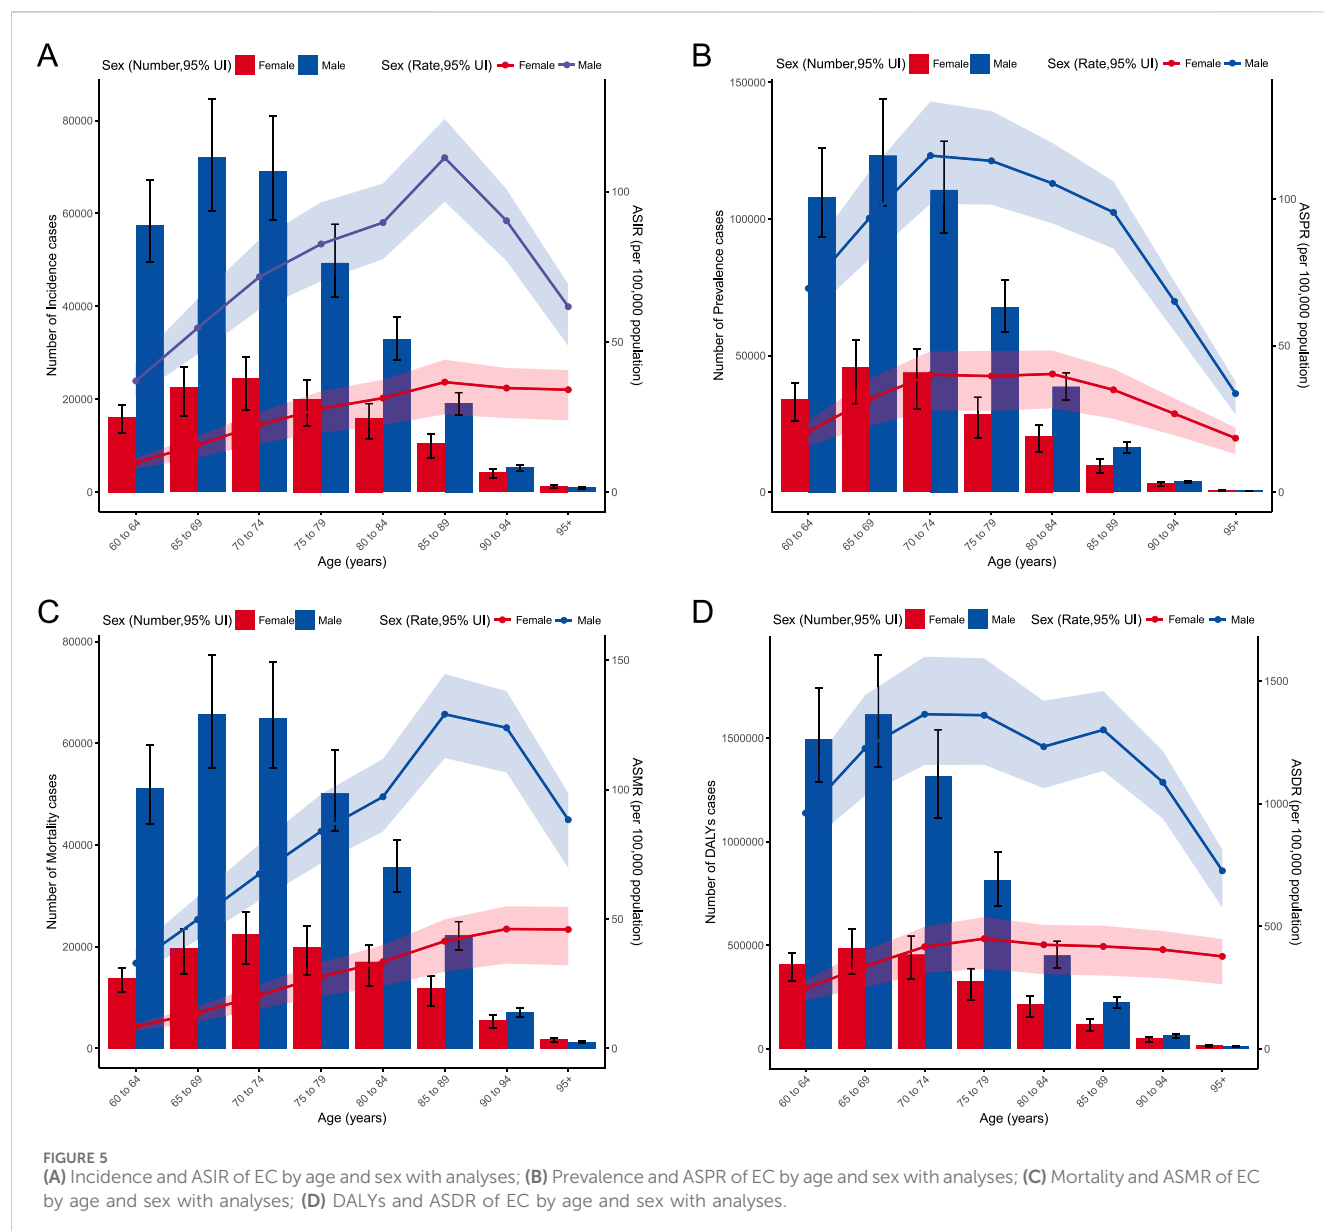 A
Sex (Number,95% UI) Female Male Sex (Rate,95% UI) Female Male
Number of Incidence cases
80000
60000
40000
20000
0
100
50
0
ASIR (per 100,000 population)
60 to 64 65 to 69 70 to 74 75 to 79 80 to 84 85 to 89 90 to 94 95+
Age (years)
B
Sex (Number,95% UI) Female Male Sex (Rate,95% UI) Female Male
Number of Prevalence cases
150000
100000
50000
0
100
50
0
ASPR (per 100,000 population)
60 to 64 65 to 69 70 to 74 75 to 79 80 to 84 85 to 89 90 to 94 95+
Age (years)
C
Sex (Number,95% UI) Female Male Sex (Rate,95% UI) Female Male
Number of Mortality cases
80000
60000
40000
20000
0
150
100
50
0
ASMR (per 100,000 population)
60 to 64 65 to 69 70 to 74 75 to 79 80 to 84 85 to 89 90 to 94 95+
Age (years)
D
Sex (Number,95% UI) Female Male Sex (Rate,95% UI) Female Male
Number of DALYs cases
1500000
1000000
500000
0
1500
1000
500
0
ASDR (per 100,000 population)
60 to 64 65 to 69 70 to 74 75 to 79 80 to 84 85 to 89 90 to 94 95+
Age (years)
FIGURE 5
(A) Incidence and ASIR of EC by age and sex with analyses; (B) Prevalence and ASPR of EC by age and sex with analyses; (C) Mortality and ASMR of EC
by age and sex with analyses; (D) DALYs and ASDR of EC by age and sex with analyses.